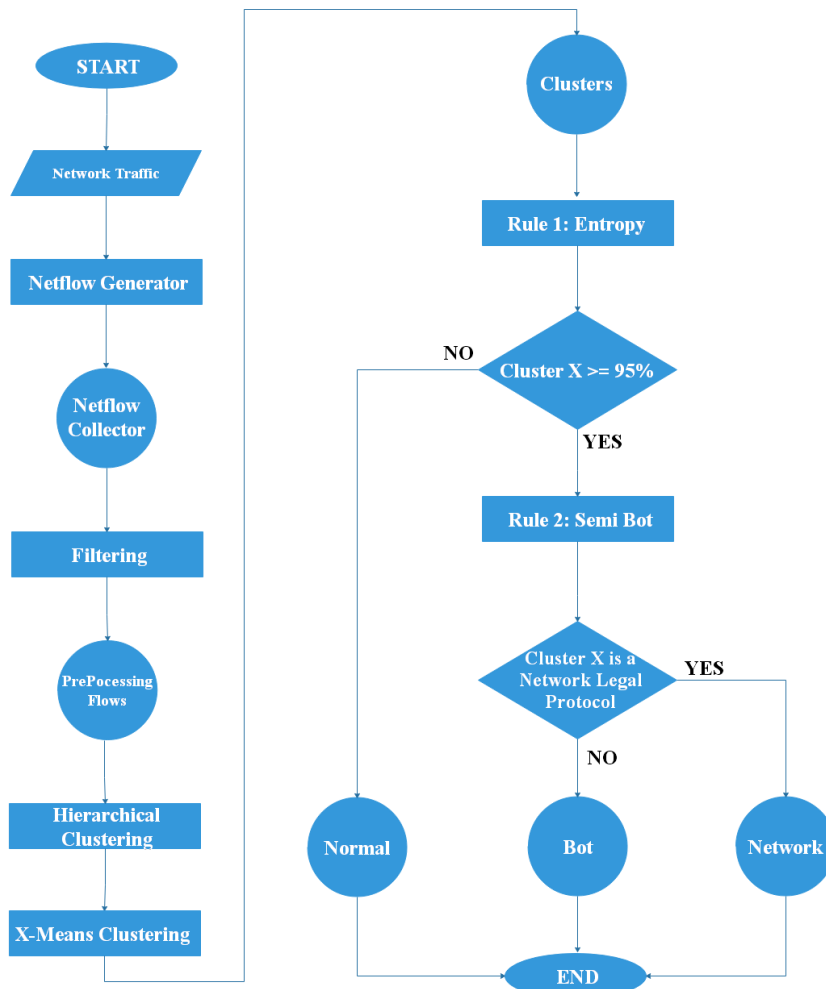 START
Network Traffic
Netflow Generator
Netflow
Collector
Filtering
PrePocessing
Flows
Hierarchical
Clustering
X-Means Clustering
Clusters
Rule 1: Entropy
Cluster X >= 95%
NO
YES
Rule 2: Semi Bot
Cluster X is a
Network Legal
Protocol
YES
NO
Normal
Bot
Network
END